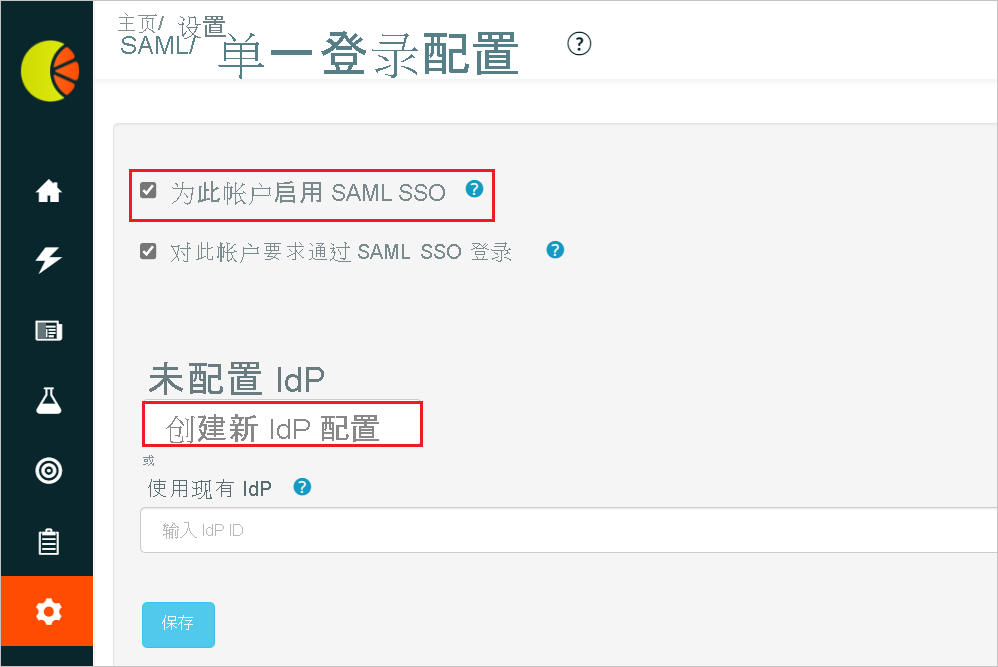 主页/ 设置
SAML/ 单一登录配置 ?
为此帐户启用 SAML SSO ?
对此帐户要求通过 SAML SSO 登录 ?
未配置 IdP
创建新 IdP 配置
或
使用现有 IdP ?
输入 IdP ID
保存